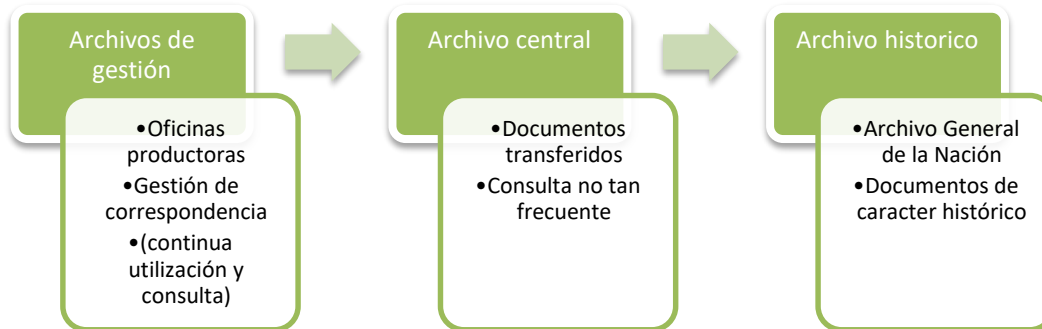 Archivos de
gestión
•Oficinas
productoras
•Gestión de
correspondencia
•(continua
utilización y
consulta)
Archivo central
•Documentos
transferidos
•Consulta no tan
frecuente
Archivo historico
•Archivo General
de la Nación
•Documentos de
caracter histórico